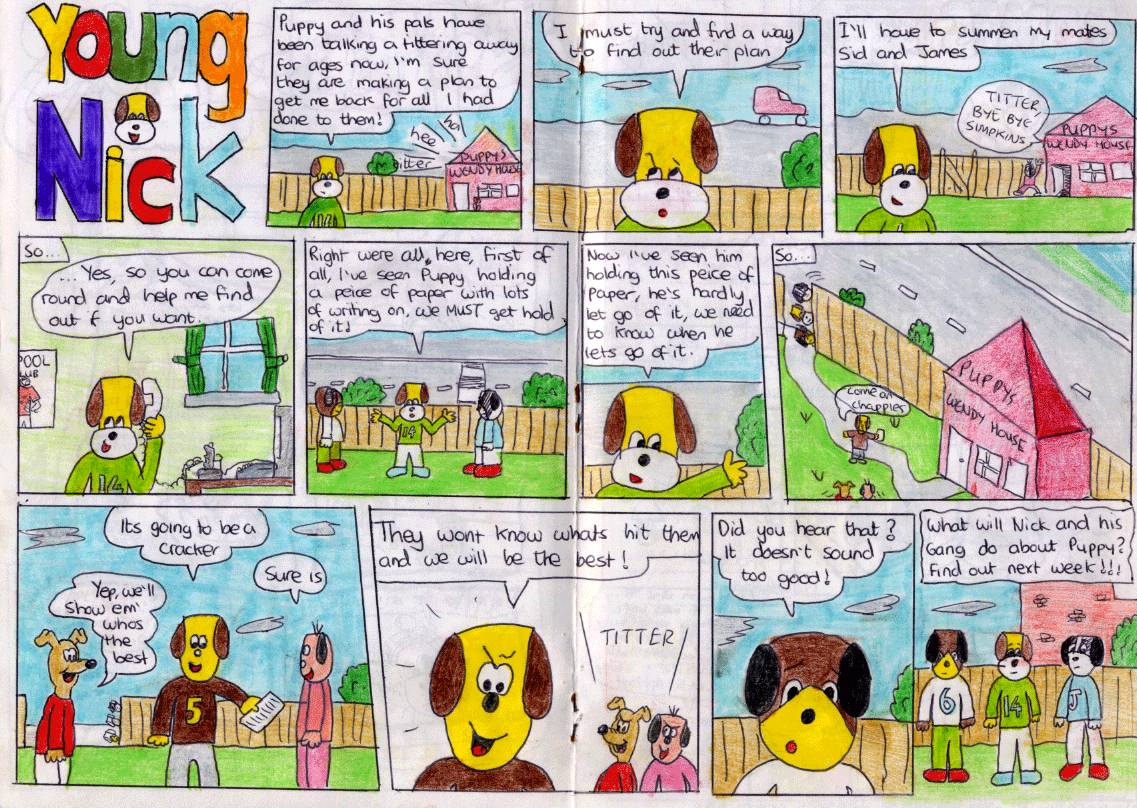 Young
Nick
Puppy and his pals have
been talking a tittering away
for ages now, I'm sure
they are making a plan to
get me back for all I had
done to them!
hee
ha
titter
PUPPYS
WENDY HOUSE
14
I must try and find a way
to find out their plan
I'll have to summen my mates
Sid and James
TITTER,
BYE BYE
SIMPKINS
PUPPYS
WENDY HOUSE
So...
... Yes, so you can come
round and help me find
out if you want.
POOL
UB
14
Right were all, here, first of
all, I've seen Puppy holding
a peice of paper with lots
of writing on, we MUST get hold
of it!
14
Now I've seen him
holding this peice of
Paper, he's hardly
let go of it, we need
to know when he
lets go of it.
So...
Come on
chappies
PUPPYS
WENDY HOUSE
Its going to be a
cracker
Sure is
Yep, we'll
Show em'
whos
the
best
5
They wont know whats hit them
and we will be the best!
TITTER
Did you hear that?
It doesn't sound
too good!
What will Nick and his
Gang do about Puppy?
Find out next week!!!
6
14
J